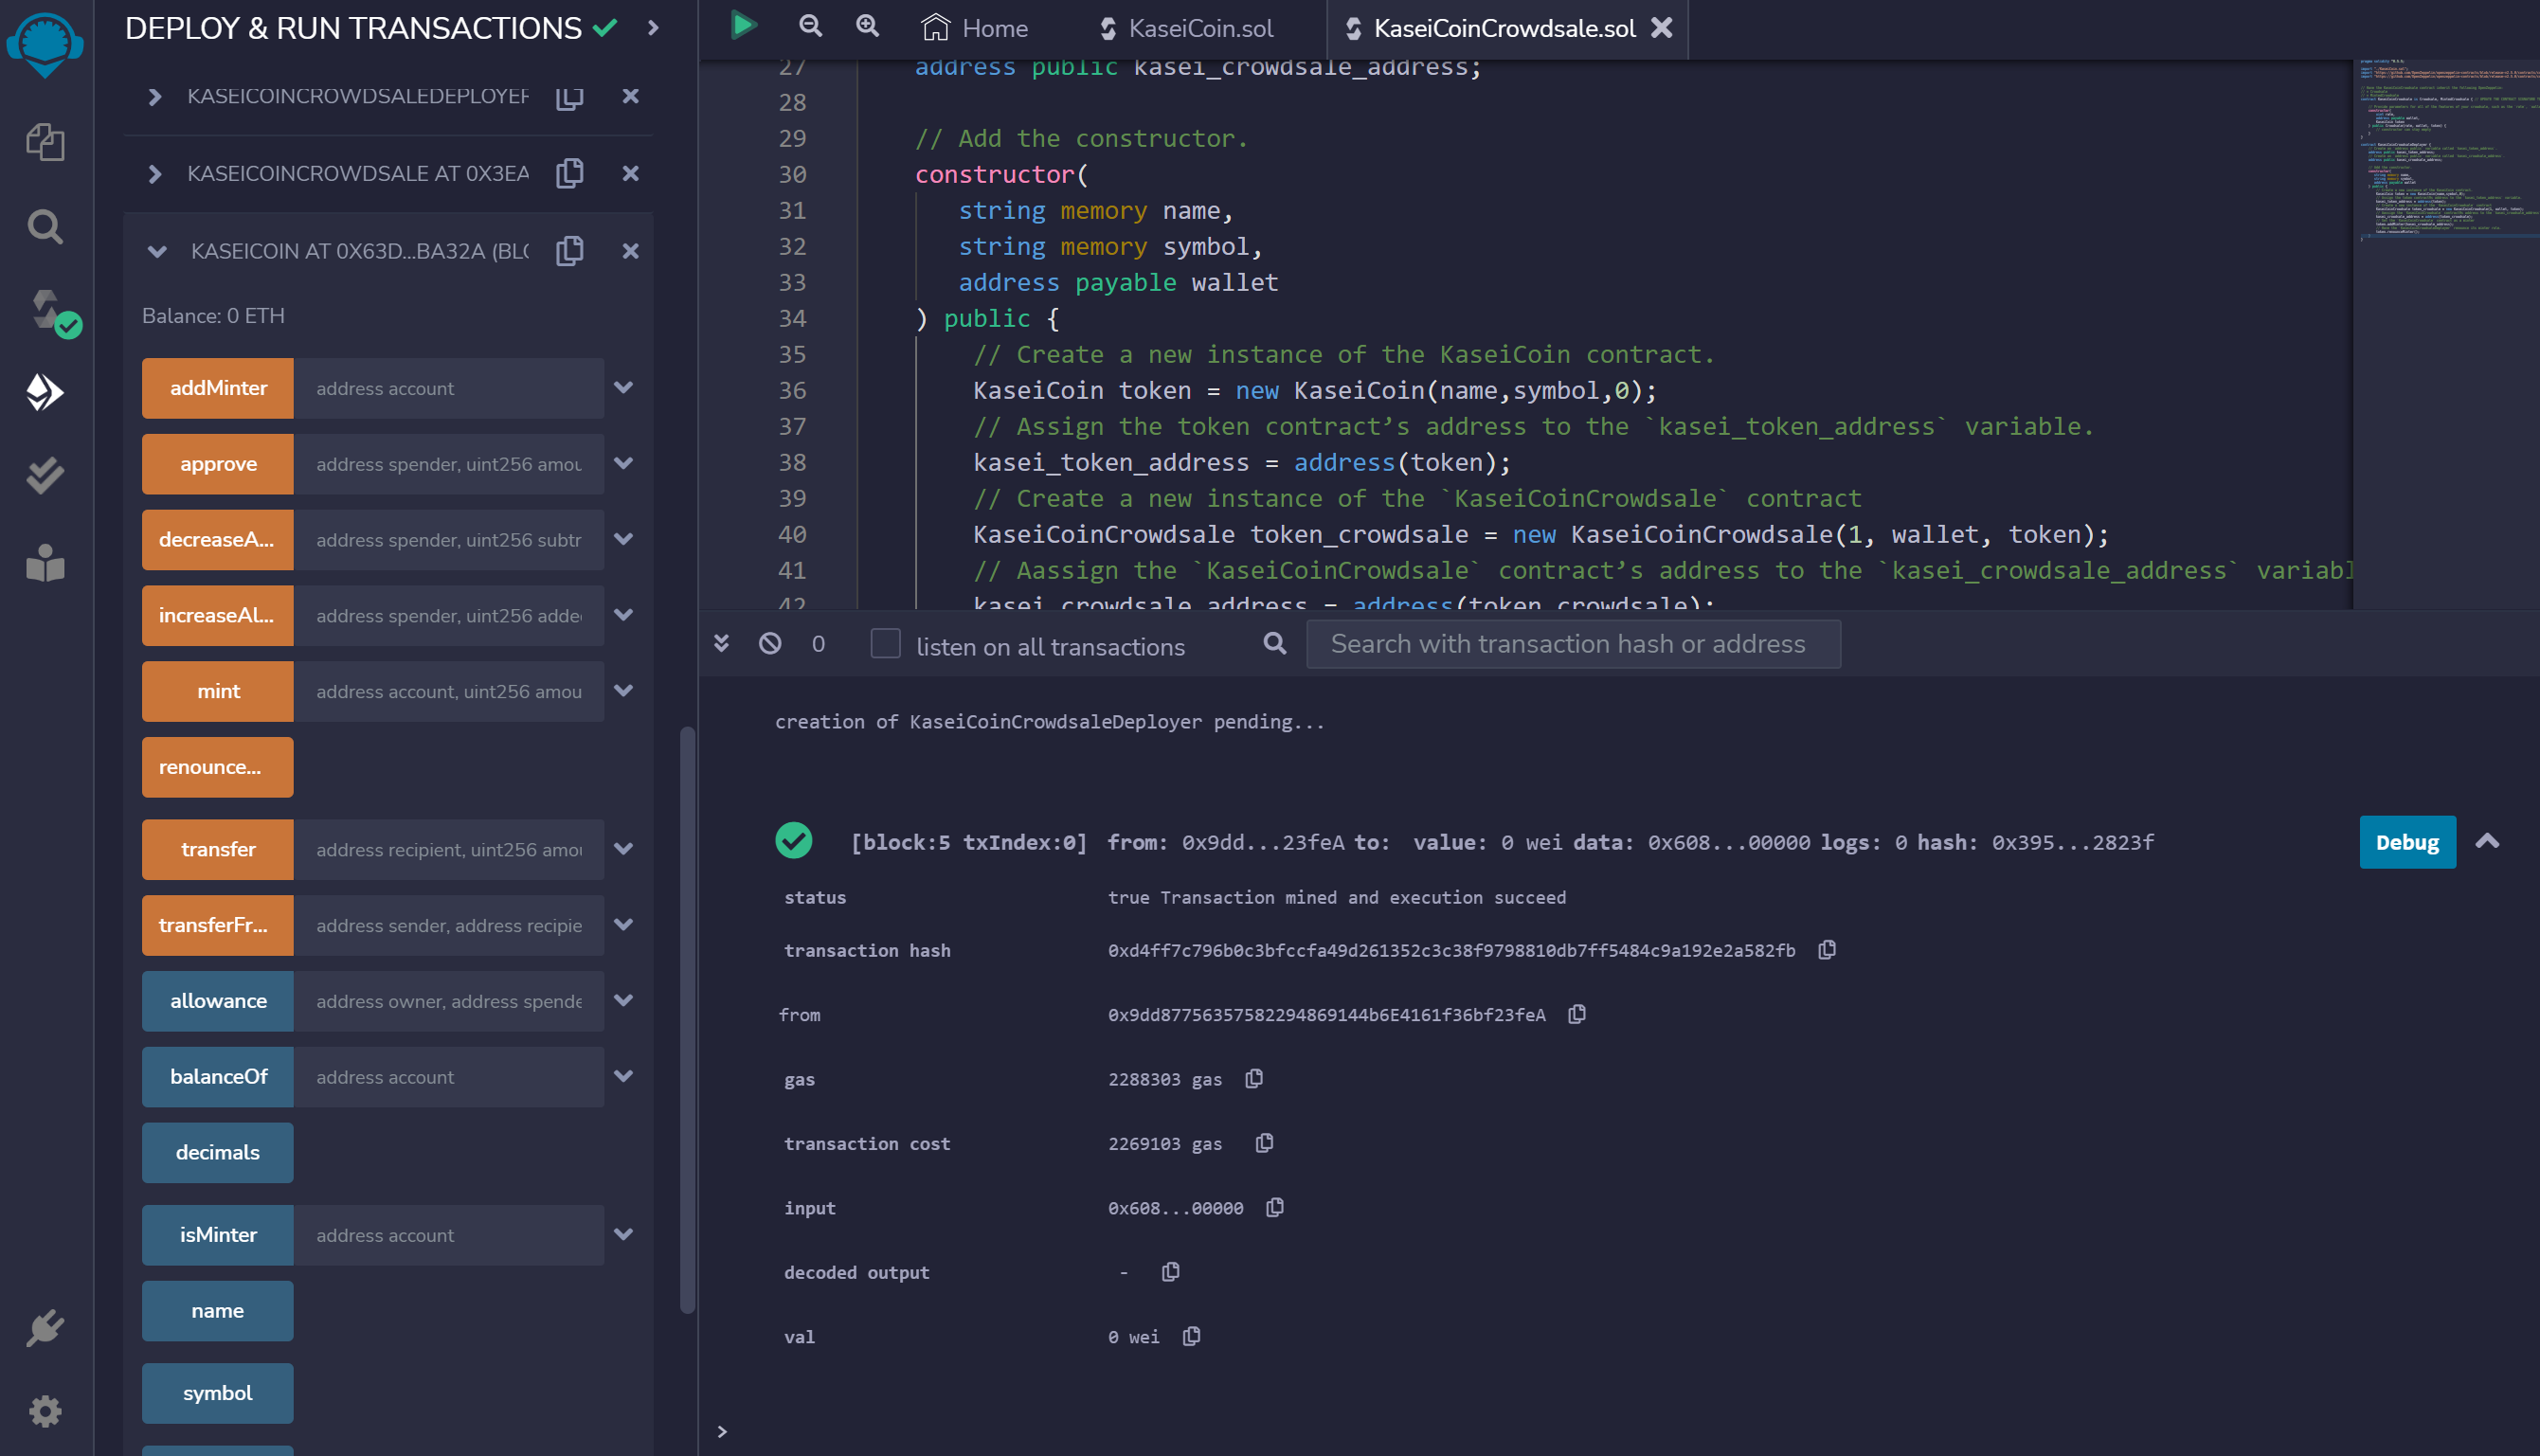 DEPLOY & RUN TRANSACTIONS
KASEICOINCROWDSALEDEPLOYER
KASEICOINCROWDSALE AT 0X3EA
KASEICOIN AT 0X63D...BA32A (BLC
Balance: 0 ETH
addMinter address account
approve address spender, uint256 amou
decreaseA... address spender, uint256 subtr
increaseAl... address spender, uint256 adde
mint address account, uint256 amou
renounce...
transfer address recipient, uint256 amou
transferFr... address sender, address recipie
allowance address owner, address spende
balanceOf address account
decimals
isMinter address account
name
symbol
Home KaseiCoin.sol KaseiCoinCrowdsale.sol
27 address public kasei_crowdsale_address;
28
29 // Add the constructor.
30 constructor(
31 string memory name,
32 string memory symbol,
33 address payable wallet
34 ) public {
35 // Create a new instance of the KaseiCoin contract.
36 KaseiCoin token = new KaseiCoin(name,symbol,0);
37 // Assign the token contract’s address to the `kasei_token_address` variable.
38 kasei_token_address = address(token);
39 // Create a new instance of the `KaseiCoinCrowdsale` contract
40 KaseiCoinCrowdsale token_crowdsale = new KaseiCoinCrowdsale(1, wallet, token);
41 // Aassign the `KaseiCoinCrowdsale` contract’s address to the `kasei_crowdsale_address` variabl
42 kasei_crowdsale_address = address(token_crowdsale);
0 listen on all transactions Search with transaction hash or address
creation of KaseiCoinCrowdsaleDeployer pending...
[block:5 txIndex:0] from: 0x9dd...23feA to: value: 0 wei data: 0x608...00000 logs: 0 hash: 0x395...2823f Debug
status true Transaction mined and execution succeed
transaction hash 0xd4ff7c796b0c3bfccfa49d261352c3c38f9798810db7ff5484c9a192e2a582fb
from 0x9dd87756357582294869144b6E4161f36bf23feA
gas 2288303 gas
transaction cost 2269103 gas
input 0x608...00000
decoded output -
val 0 wei
>